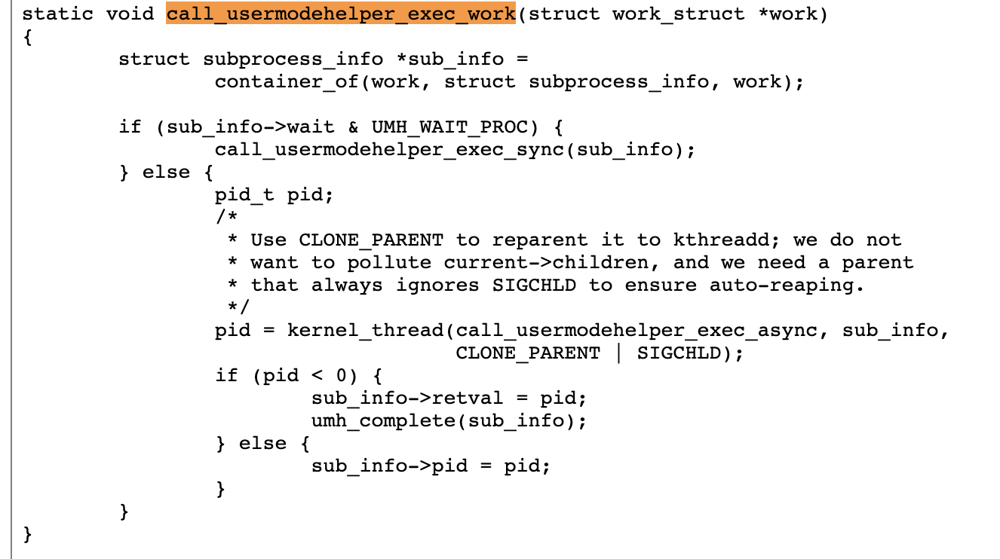 static void call_usermodehelper_exec_work(struct work_struct *work)
{
        struct subprocess_info *sub_info =
                container_of(work, struct subprocess_info, work);

        if (sub_info->wait & UMH_WAIT_PROC) {
                call_usermodehelper_exec_sync(sub_info);
        } else {
                pid_t pid;
                /*
                 * Use CLONE_PARENT to reparent it to kthreadd; we do not
                 * want to pollute current->children, and we need a parent
                 * that always ignores SIGCHLD to ensure auto-reaping.
                 */
                pid = kernel_thread(call_usermodehelper_exec_async, sub_info,
                                    CLONE_PARENT | SIGCHLD);
                if (pid < 0) {
                        sub_info->retval = pid;
                        umh_complete(sub_info);
                } else {
                        sub_info->pid = pid;
                }
        }
}